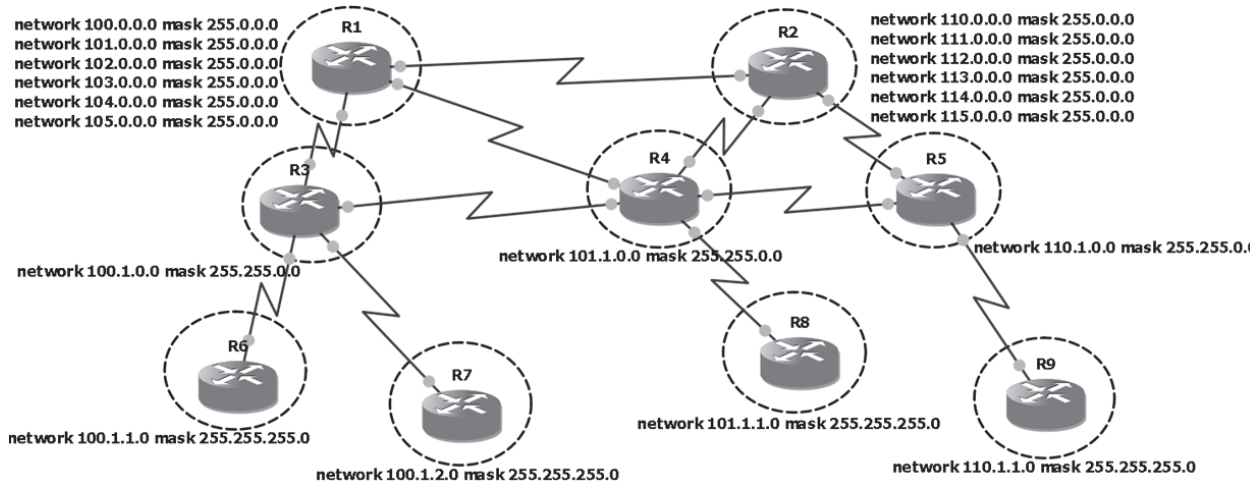 network 100.0.0.0 mask 255.0.0.0
network 101.0.0.0 mask 255.0.0.0
network 102.0.0.0 mask 255.0.0.0
network 103.0.0.0 mask 255.0.0.0
network 104.0.0.0 mask 255.0.0.0
network 105.0.0.0 mask 255.0.0.0
R1
R2
network 110.0.0.0 mask 255.0.0.0
network 111.0.0.0 mask 255.0.0.0
network 112.0.0.0 mask 255.0.0.0
network 113.0.0.0 mask 255.0.0.0
network 114.0.0.0 mask 255.0.0.0
network 115.0.0.0 mask 255.0.0.0
R3
R4
R5
network 100.1.0.0 mask 255.255.0.0
network 101.1.0.0 mask 255.255.0.0
network 110.1.0.0 mask 255.255.0.0
R6
R7
R8
R9
network 100.1.1.0 mask 255.255.255.0
network 100.1.2.0 mask 255.255.255.0
network 101.1.1.0 mask 255.255.255.0
network 110.1.1.0 mask 255.255.255.0